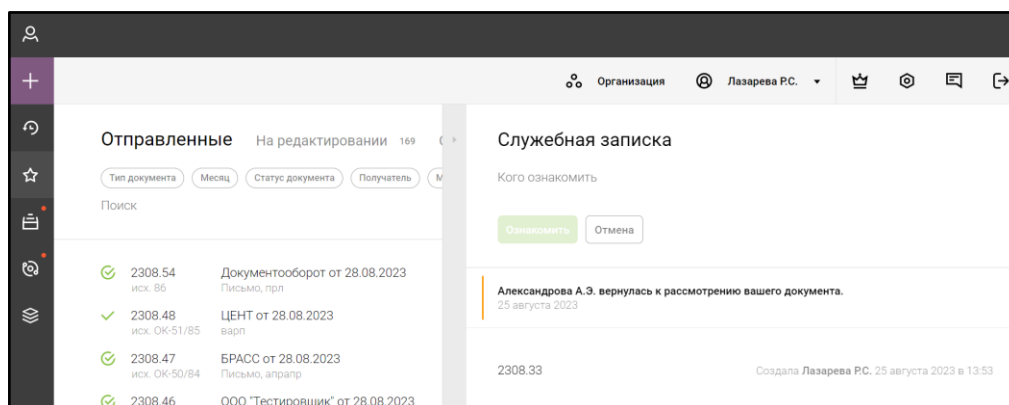 Организация
Лазарева Р.С.
Отправленные
На редактировании 169
Тип документа
Месяц
Статус документа
Получатель
Поиск
2308.54
Документооборот от 28.08.2023
исх. 86
Письмо, прл
2308.48
ЦЕНТ от 28.08.2023
исх. ОК-51/85
варп
2308.47
БРАСС от 28.08.2023
исх. ОК-50/84
Письмо, апрапр
2308.46
ООО "Тестировщик" от 28.08.2023
Служебная записка
Кого ознакомить
Ознакомить
Отмена
Александрова А.Э. вернулась к рассмотрению вашего документа.
25 августа 2023
2308.33
Создала Лазарева Р.С. 25 августа 2023 в 13:53